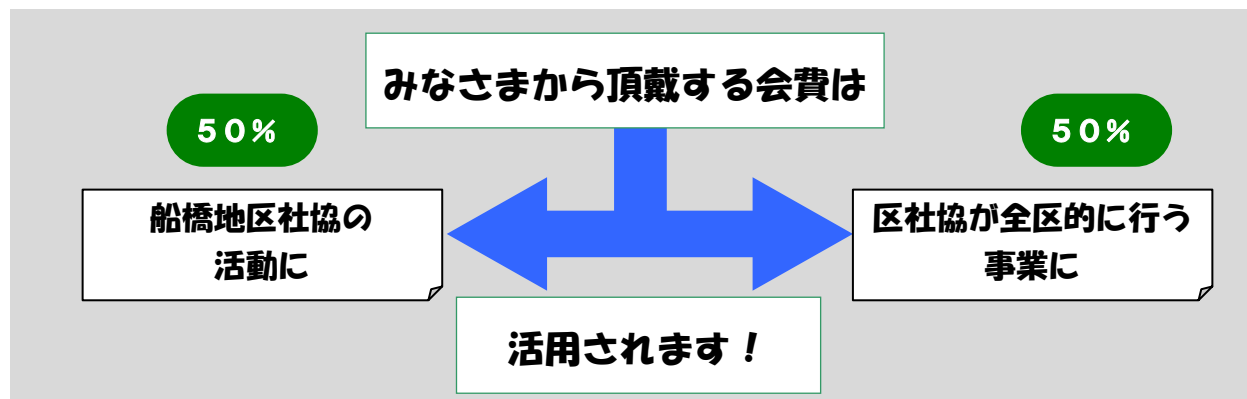 みなさまから頂戴する会費は
50%
50%
船橋地区社協の
活動に
区社協が全区的に行う
事業に
活用されます!